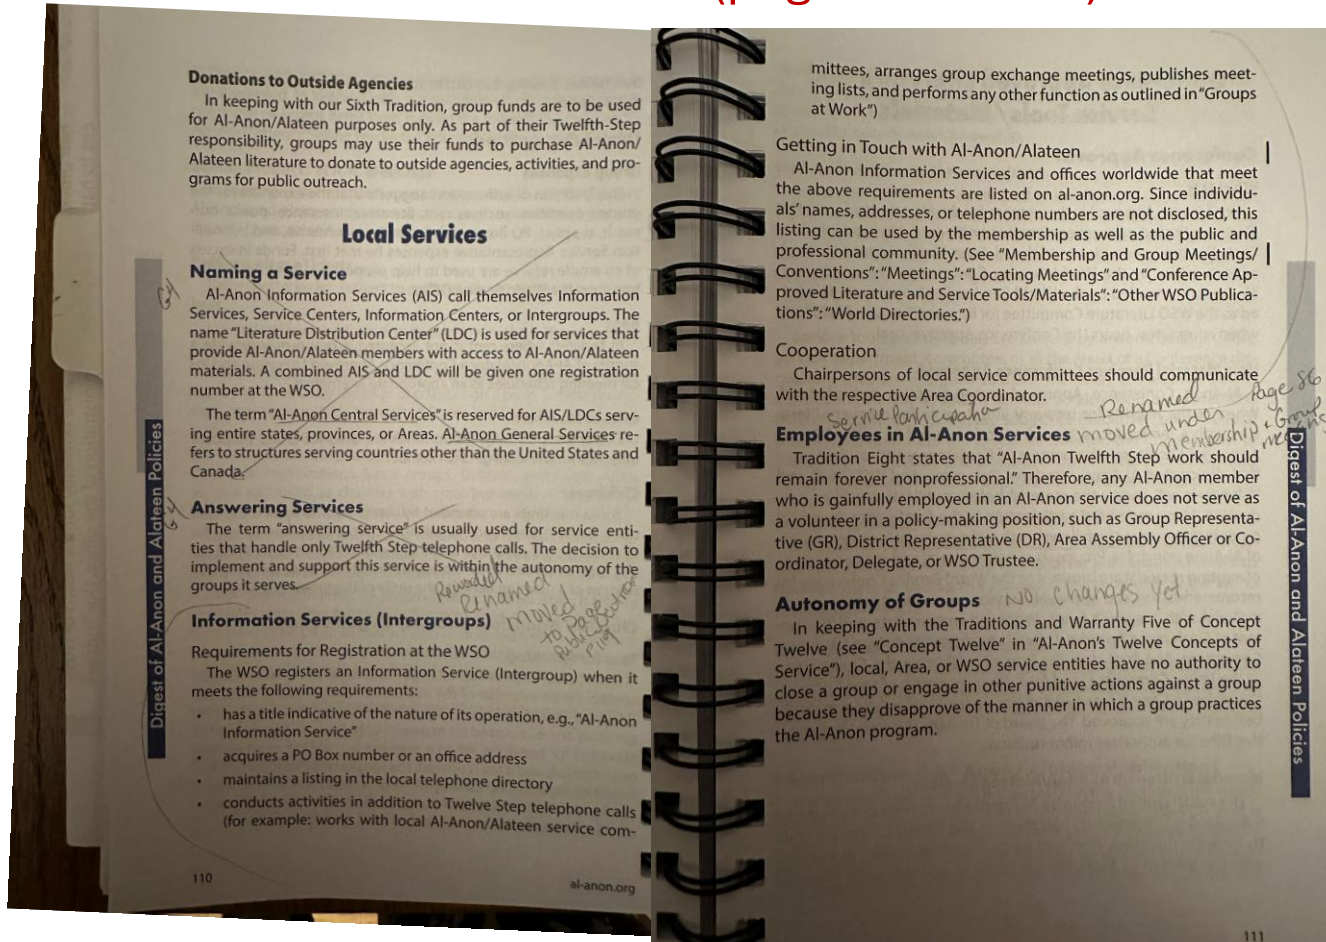 Donations to Outside Agencies
In keeping with our Sixth Tradition, group funds are to be used
for Al-Anon/Alateen purposes only. As part of their Twelfth-Step
responsibility, groups may use their funds to purchase Al-Anon/
Alateen literature to donate to outside agencies, activities, and pro-
grams for public outreach.
Local Services
Naming a Service
Al-Anon Information Services (AIS) call themselves Information
Services, Service Centers, Information Centers, or Intergroups. The
name “Literature Distribution Center” (LDC) is used for services that
provide Al-Anon/Alateen members with access to Al-Anon/Alateen
materials. A combined AIS and LDC will be given one registration
number at the WSO.
The term “Al-Anon Central Services” is reserved for AIS/LDCs serv-
ing entire states, provinces, or Areas. Al-Anon General Services re-
fers to structures serving countries other than the United States and
Canada.
Answering Services
The term “answering service” is usually used for service enti-
ties that handle only Twelfth Step telephone calls. The decision to
implement and support this service is within the autonomy of the
groups it serves.
Reworded
Renamed
moved
to Page
Public Outreach
P119
Information Services (Intergroups)
Requirements for Registration at the WSO
The WSO registers an Information Service (Intergroup) when it
meets the following requirements:
• has a title indicative of the nature of its operation, e.g., “Al-Anon
Information Service”
• acquires a PO Box number or an office address
• maintains a listing in the local telephone directory
• conducts activities in addition to Twelve Step telephone calls
(for example: works with local Al-Anon/Alateen service com-
110
al-anon.org
Digest of Al-Anon and Alateen Policies
mittees, arranges group exchange meetings, publishes meet-
ing lists, and performs any other function as outlined in “Groups
at Work”)
Getting in Touch with Al-Anon/Alateen
Al-Anon Information Services and offices worldwide that meet
the above requirements are listed on al-anon.org. Since individu-
als’ names, addresses, or telephone numbers are not disclosed, this
listing can be used by the membership as well as the public and
professional community. (See “Membership and Group Meetings/
Conventions”: “Meetings”: “Locating Meetings” and “Conference Ap-
proved Literature and Service Tools/Materials”: “Other WSO Publica-
tions”: “World Directories.”)
Cooperation
Chairpersons of local service committees should communicate
with the respective Area Coordinator.
Service Participation
Renamed Page 86
moved under
membership + Group
Employees in Al-Anon Services
Tradition Eight states that “Al-Anon Twelfth Step work should
remain forever nonprofessional.” Therefore, any Al-Anon member
who is gainfully employed in an Al-Anon service does not serve as
a volunteer in a policy-making position, such as Group Representa-
tive (GR), District Representative (DR), Area Assembly Officer or Co-
ordinator, Delegate, or WSO Trustee.
Autonomy of Groups No changes yet
In keeping with the Traditions and Warranty Five of Concept
Twelve (see “Concept Twelve” in “Al-Anon’s Twelve Concepts of
Service”), local, Area, or WSO service entities have no authority to
close a group or engage in other punitive actions against a group
because they disapprove of the manner in which a group practices
the Al-Anon program.
Digest of Al-Anon and Alateen Policies
111